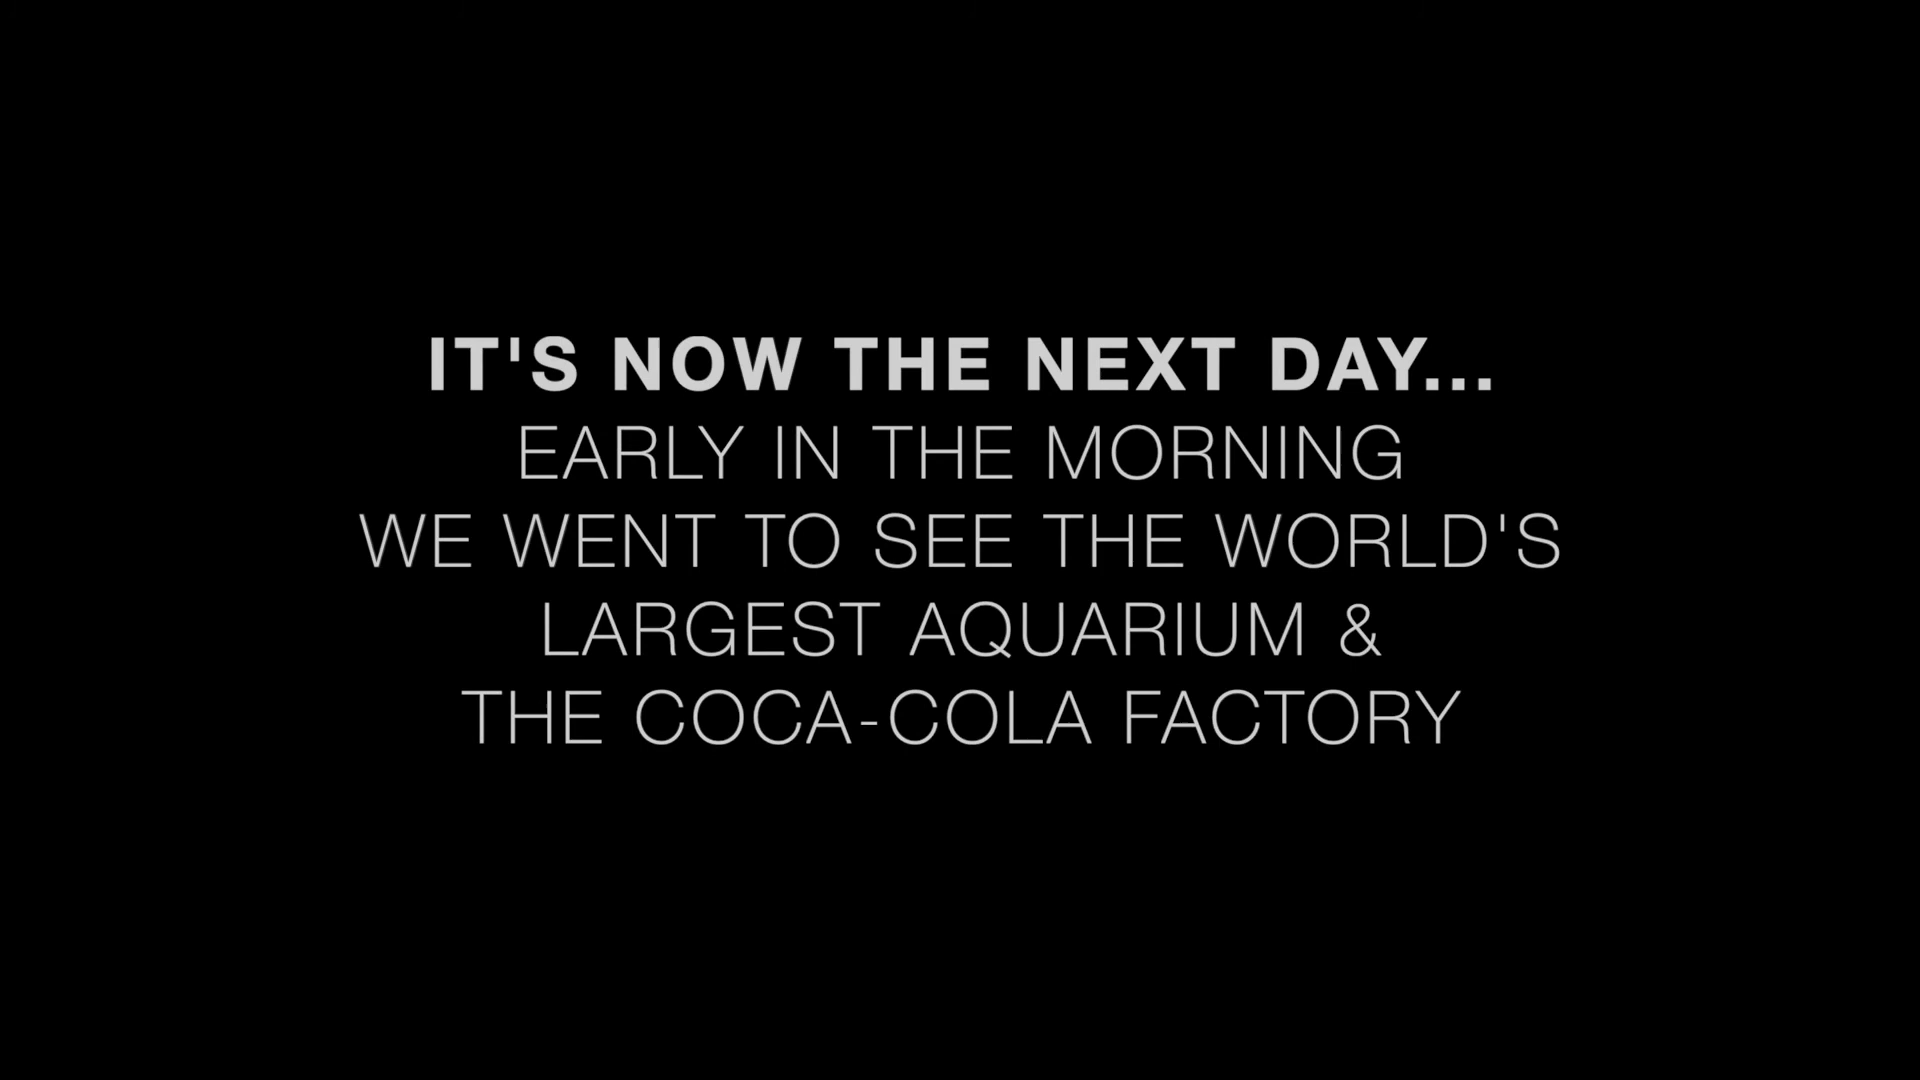 IT'S NOW THE NEXT DAY...
EARLY IN THE MORNING
WE WENT TO SEE THE WORLD'S
LARGEST AQUARIUM &
THE COCA-COLA FACTORY